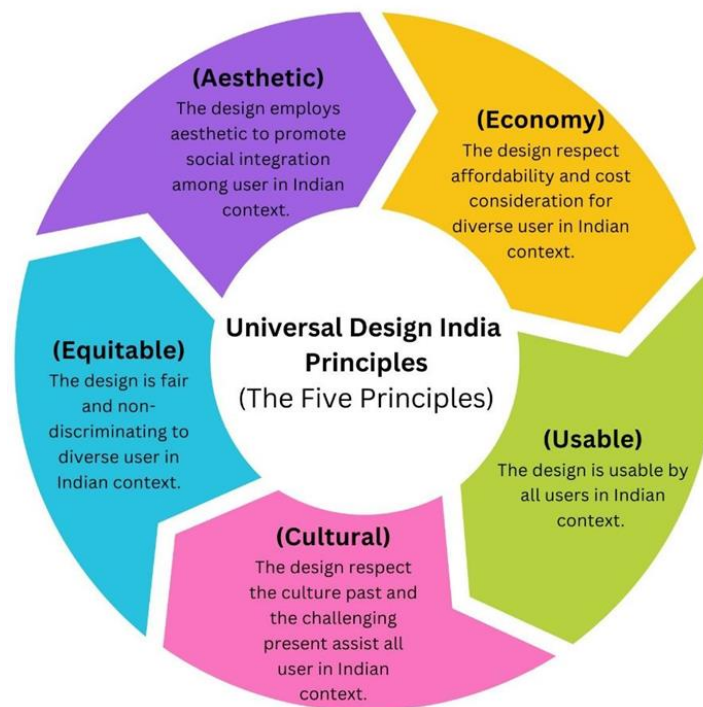 Universal Design India
Principles
(The Five Principles)
(Aesthetic)
The design employs
aesthetic to promote
social integration
among user in Indian
context.
(Economy)
The design respect
affordability and cost
consideration for
diverse user in Indian
context.
(Usable)
The design is usable by
all users in Indian
context.
(Cultural)
The design respect
the culture past and
the challenging
present assist all
user in Indian
context.
(Equitable)
The design is fair
and non-
discriminating to
diverse user in
Indian context.